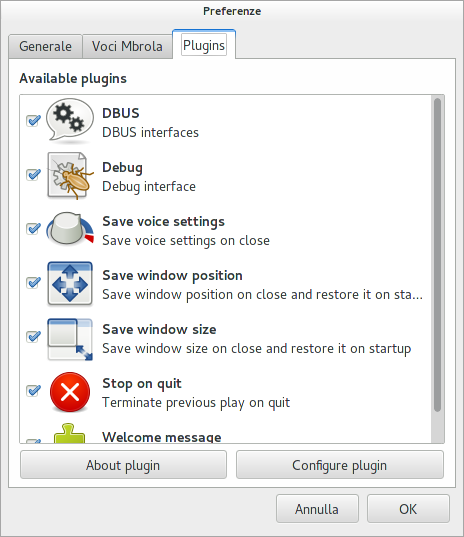 Preferenze
Generale
Voci Mbrola
Plugins
Available plugins
DBUS
DBUS interfaces
Debug
Debug interface
Save voice settings
Save voice settings on close
Save window position
Save window position on close and restore it on sta...
Save window size
Save window size on close and restore it on startup
Stop on quit
Terminate previous play on quit
Welcome message
About plugin
Configure plugin
Annulla
OK